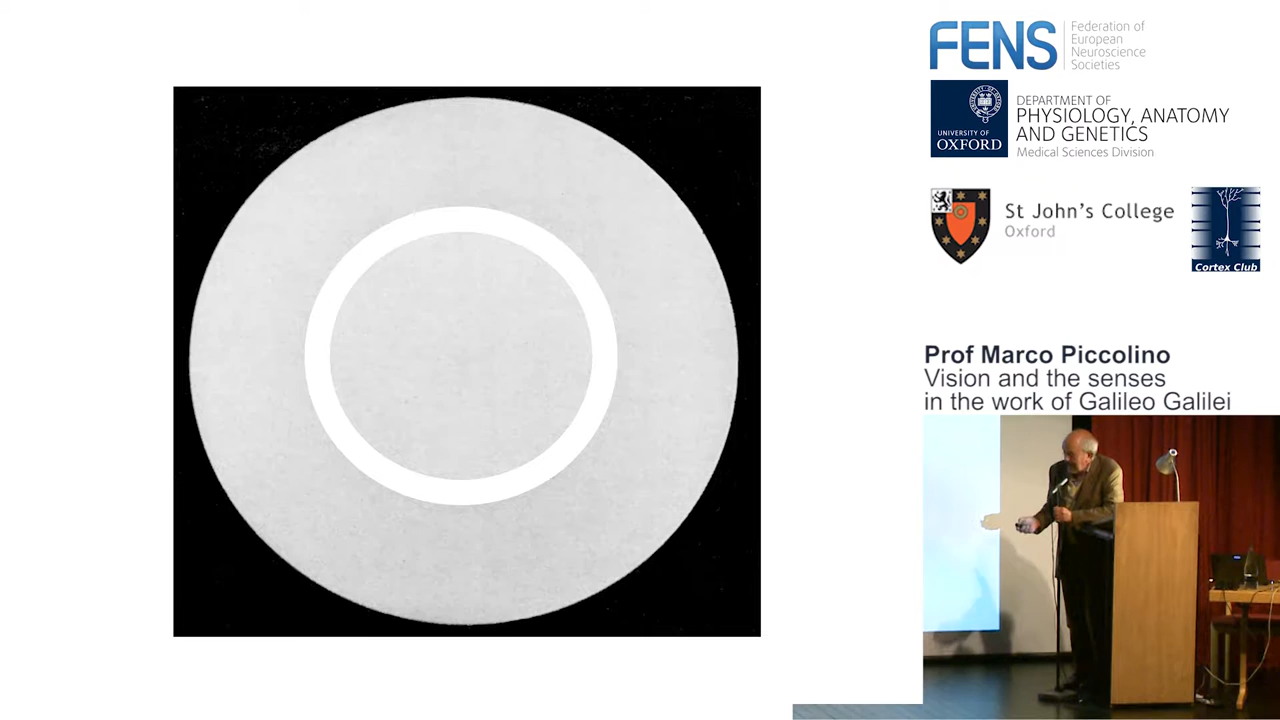 FENS
Federation of
European
Neuroscience
Societies
UNIVERSITY OF
OXFORD
DEPARTMENT OF
PHYSIOLOGY, ANATOMY
AND GENETICS
Medical Sciences Division
St John's College
Oxford
Cortex Club
Prof Marco Piccolino
Vision and the senses
in the work of Galileo Galilei